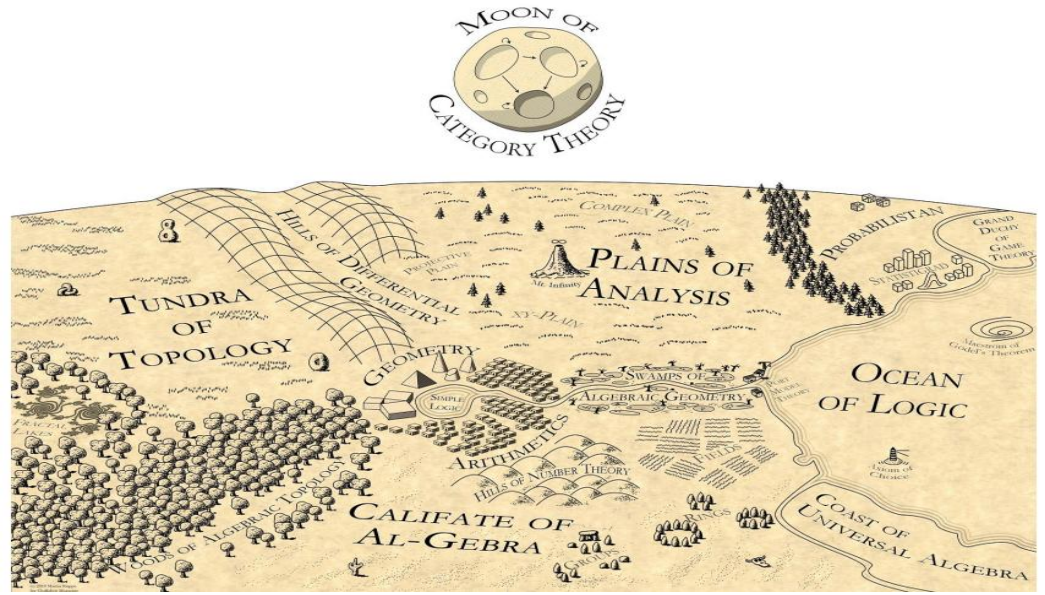 MOON OF
CATEGORY THEORY
COMPLEX PLAIN
PROBABILISTAN
GRAND
DUCHY
OF
GAME
THEORY
HILLS OF DIFFERENTIAL
GEOMETRY
PROJECTIVE
PLAIN
PLAINS OF
ANALYSIS
Mt. Infinity
XY-PLAIN
TUNDRA
OF
TOPOLOGY
Maelstrom of
Gödel's Theorem
GEOMETRY
SIMPLE
LOGIC
SWAMPS OF
ALGEBRAIC GEOMETRY
THEORY
OCEAN
OF LOGIC
FRACTAL
LAKES
ARITHMETICS
HILLS OF NUMBER THEORY
FIELDS
Axiom of
Choice
WOODS OF ALGEBRAIC TOPOLOGY
CALIFATE OF
AL-GEBRA
RINGS
GROUPS
COAST OF
UNIVERSAL ALGEBRA